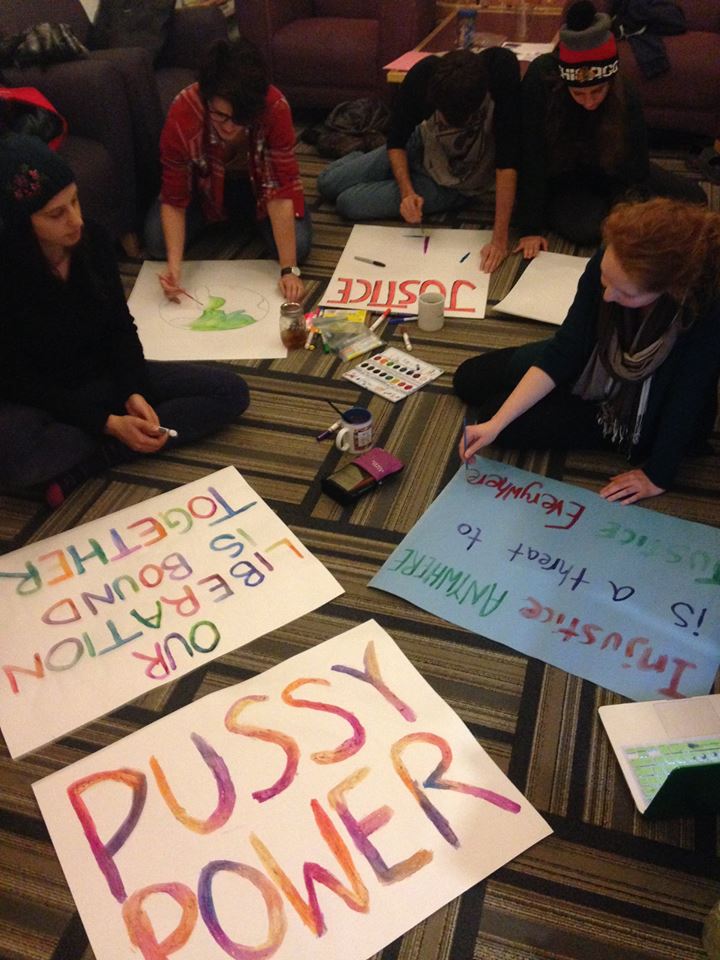 CHICAGO
JUSTICE
Injustice ANYWHERE
is a threat to
Justice Everywhere
OUR
LIBERATION
IS BOUND
TOGETHER
PUSSY
POWER